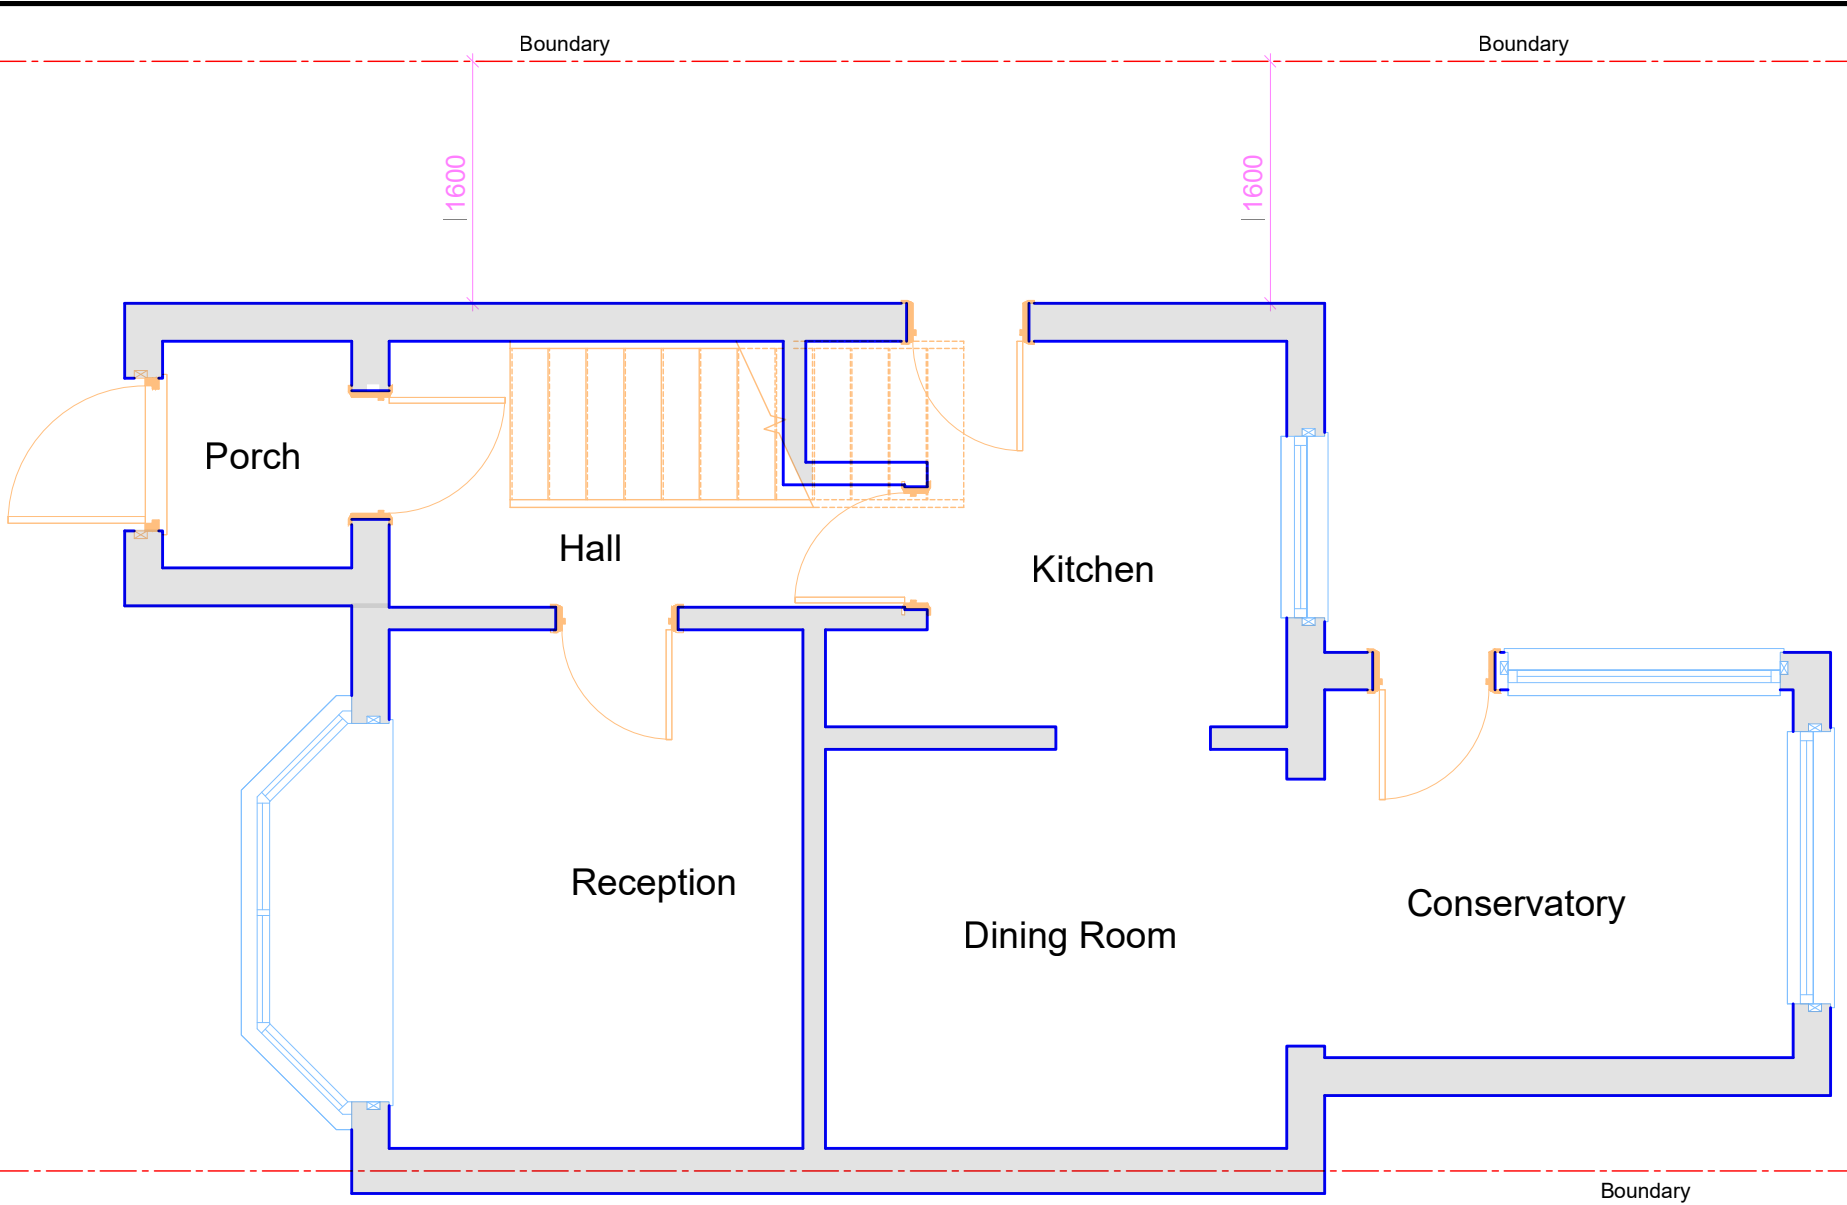 Boundary
Boundary
1600
1600
Porch
Hall
Kitchen
Reception
Conservatory
Dining Room
Boundary